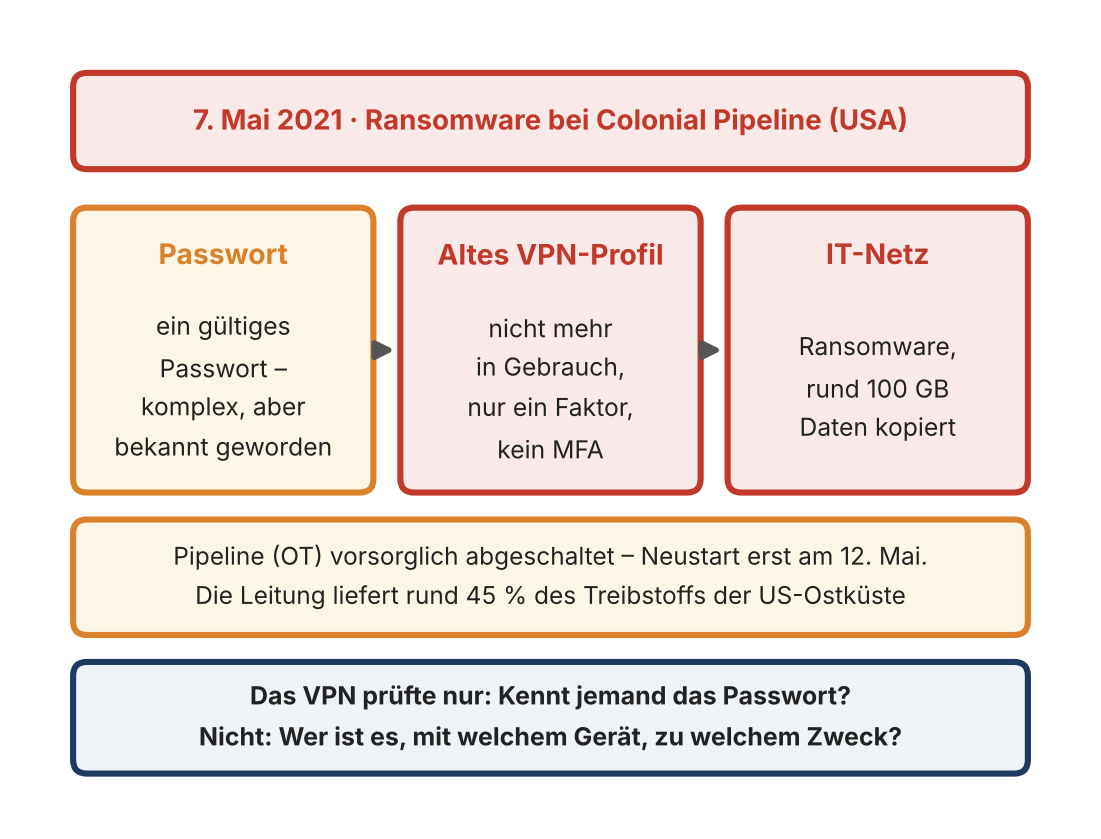 7. Mai 2021 · Ransomware bei Colonial Pipeline (USA)
Passwort
ein gültiges
Passwort –
komplex, aber
bekannt geworden
Altes VPN-Profil
nicht mehr
in Gebrauch,
nur ein Faktor,
kein MFA
IT-Netz
Ransomware,
rund 100 GB
Daten kopiert
Pipeline (OT) vorsorglich abgeschaltet – Neustart erst am 12. Mai.
Die Leitung liefert rund 45 % des Treibstoffs der US-Ostküste
Das VPN prüfte nur: Kennt jemand das Passwort?
Nicht: Wer ist es, mit welchem Gerät, zu welchem Zweck?